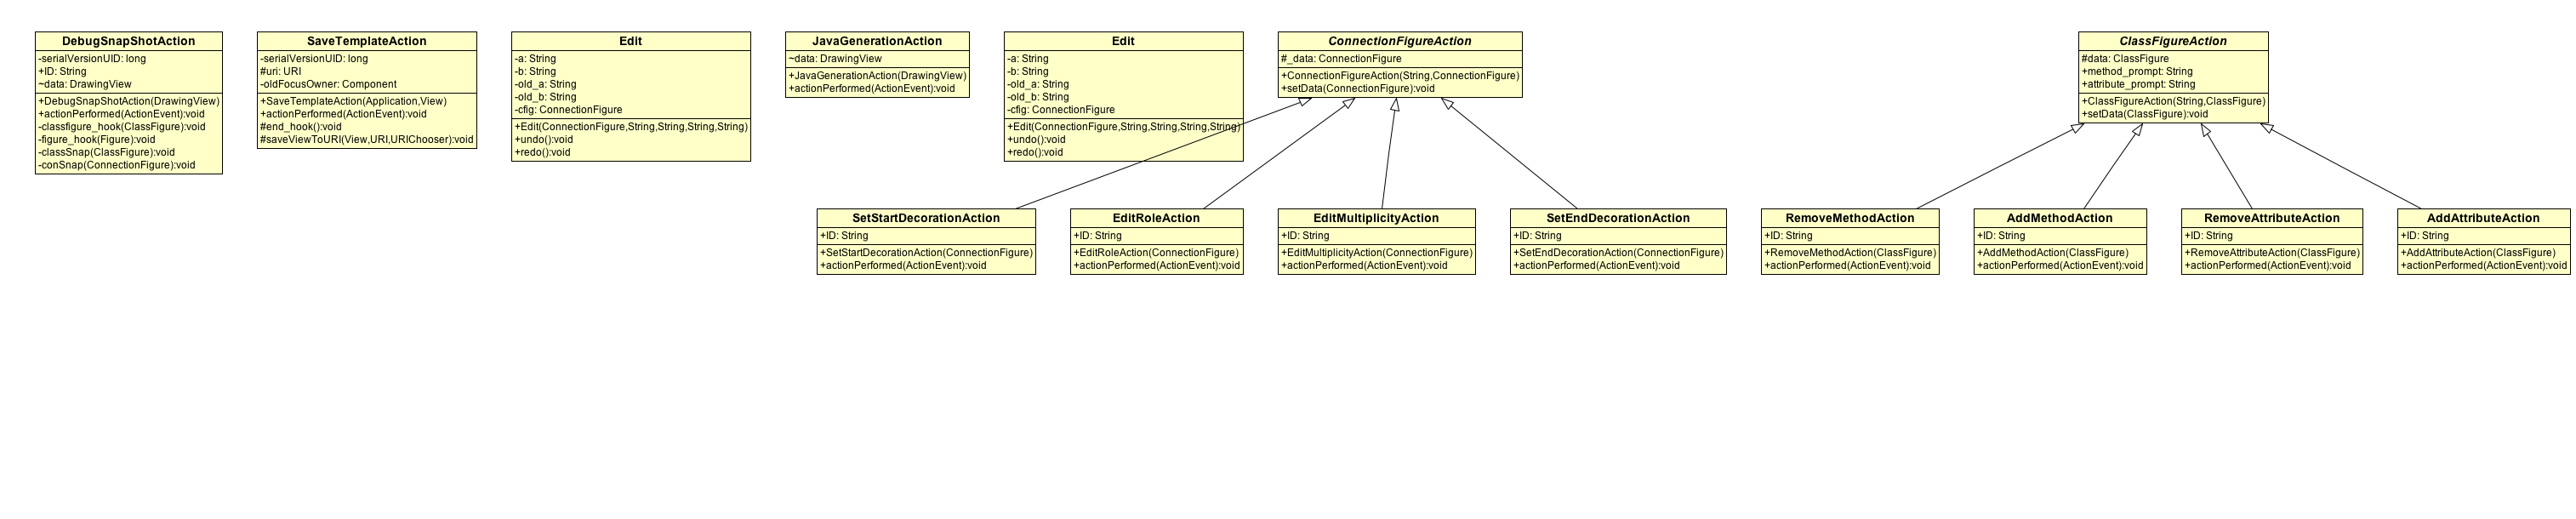 DebugSnapShotAction
-serialVersionUID: long
+ID: String
~data: DrawingView
+DebugSnapShotAction(DrawingView)
+actionPerformed(ActionEvent):void
-classfigure_hook(ClassFigure):void
-figure_hook(Figure):void
-classSnap(ClassFigure):void
-conSnap(ConnectionFigure):void
SaveTemplateAction
-serialVersionUID: long
#uri: URI
-oldFocusOwner: Component
+SaveTemplateAction(Application,View)
+actionPerformed(ActionEvent):void
#end_hook():void
#saveViewToURI(View,URI,URIChooser):void
Edit
-a: String
-b: String
-old_a: String
-old_b: String
-cfig: ConnectionFigure
+Edit(ConnectionFigure,String,String,String,String)
+undo():void
+redo():void
JavaGenerationAction
~data: DrawingView
+JavaGenerationAction(DrawingView)
+actionPerformed(ActionEvent):void
Edit
-a: String
-b: String
-old_a: String
-old_b: String
-cfig: ConnectionFigure
+Edit(ConnectionFigure,String,String,String,String)
+undo():void
+redo():void
ConnectionFigureAction
#_data: ConnectionFigure
+ConnectionFigureAction(String,ConnectionFigure)
+setData(ConnectionFigure):void
ClassFigureAction
#data: ClassFigure
+method_prompt: String
+attribute_prompt: String
+ClassFigureAction(String,ClassFigure)
+setData(ClassFigure):void
SetStartDecorationAction
+ID: String
+SetStartDecorationAction(ConnectionFigure)
+actionPerformed(ActionEvent):void
EditRoleAction
+ID: String
+EditRoleAction(ConnectionFigure)
+actionPerformed(ActionEvent):void
EditMultiplicityAction
+ID: String
+EditMultiplicityAction(ConnectionFigure)
+actionPerformed(ActionEvent):void
SetEndDecorationAction
+ID: String
+SetEndDecorationAction(ConnectionFigure)
+actionPerformed(ActionEvent):void
RemoveMethodAction
+ID: String
+RemoveMethodAction(ClassFigure)
+actionPerformed(ActionEvent):void
AddMethodAction
+ID: String
+AddMethodAction(ClassFigure)
+actionPerformed(ActionEvent):void
RemoveAttributeAction
+ID: String
+RemoveAttributeAction(ClassFigure)
+actionPerformed(ActionEvent):void
AddAttributeAction
+ID: String
+AddAttributeAction(ClassFigure)
+actionPerformed(ActionEvent):void